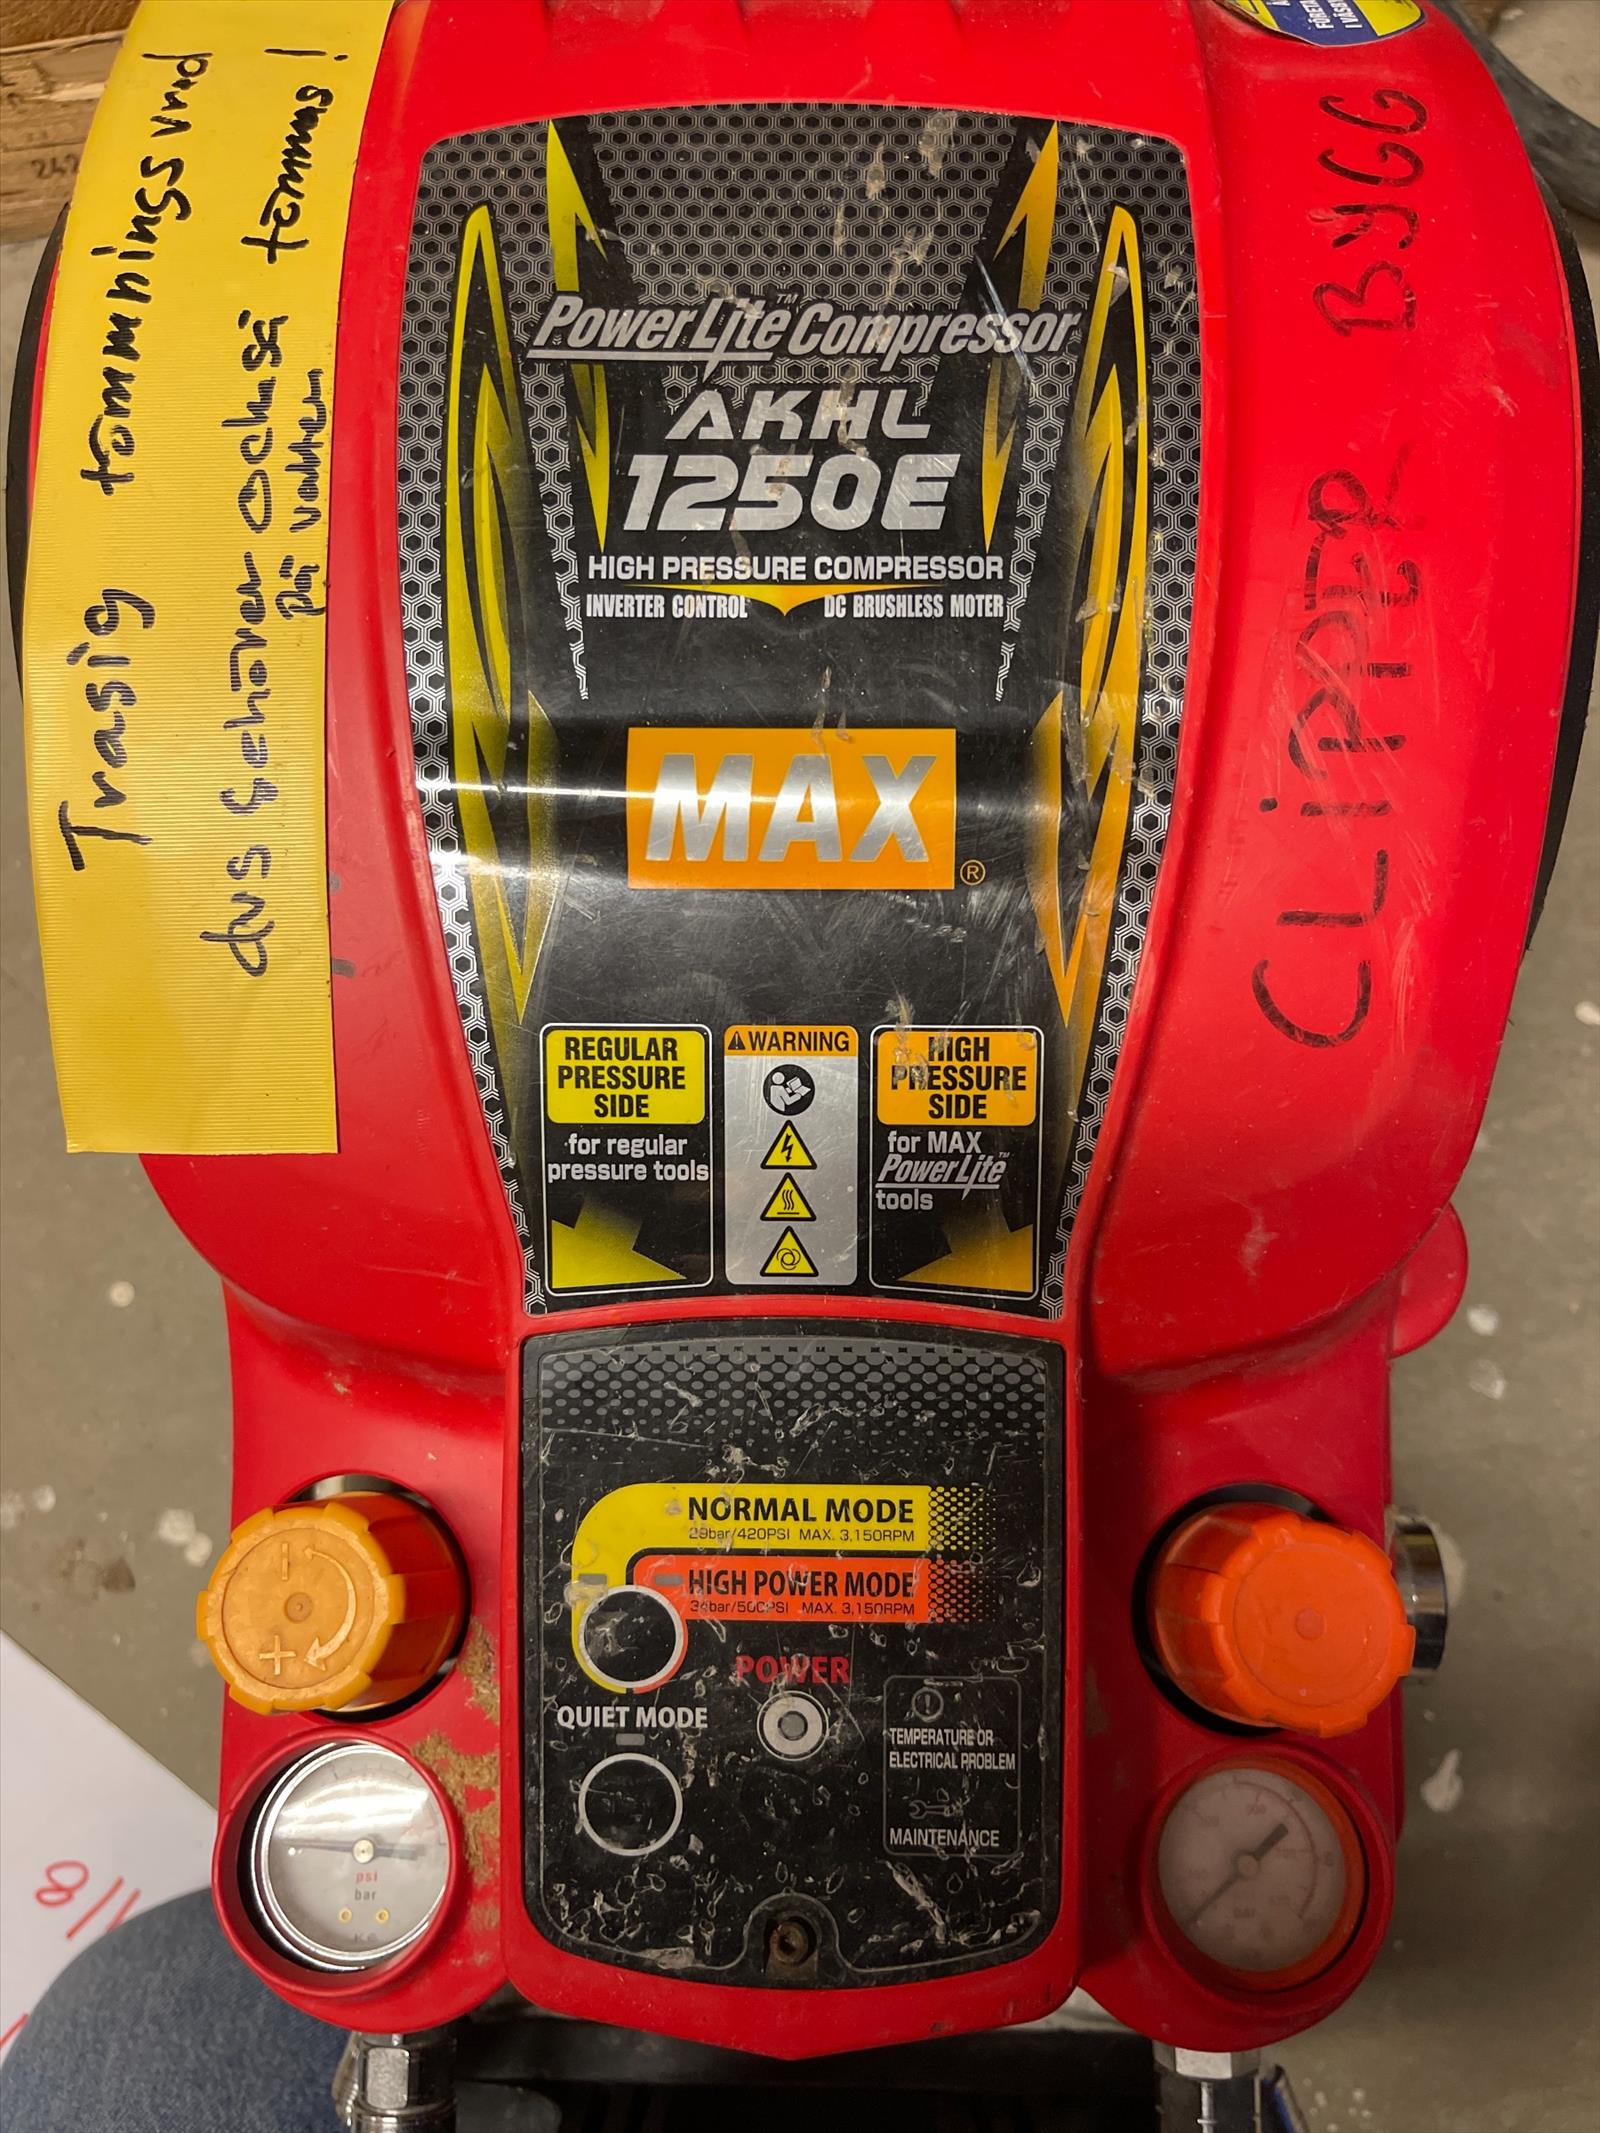 Trasig tömnings vred
dvs behöver också tömmas!
på vatten
CLIPPER BYGG
PowerLite™ Compressor
AKHL
1250E
HIGH PRESSURE COMPRESSOR
INVERTER CONTROL DC BRUSHLESS MOTER
MAX®
REGULAR
PRESSURE
SIDE
for regular
pressure tools
WARNING
HIGH
PRESSURE
SIDE
for MAX
PowerLite™
tools
NORMAL MODE
29bar/420PSI MAX. 3,150RPM
HIGH POWER MODE
34bar/500PSI MAX. 3,150RPM
POWER
QUIET MODE
TEMPERATURE OR
ELECTRICAL PROBLEM
MAINTENANCE
psi
bar